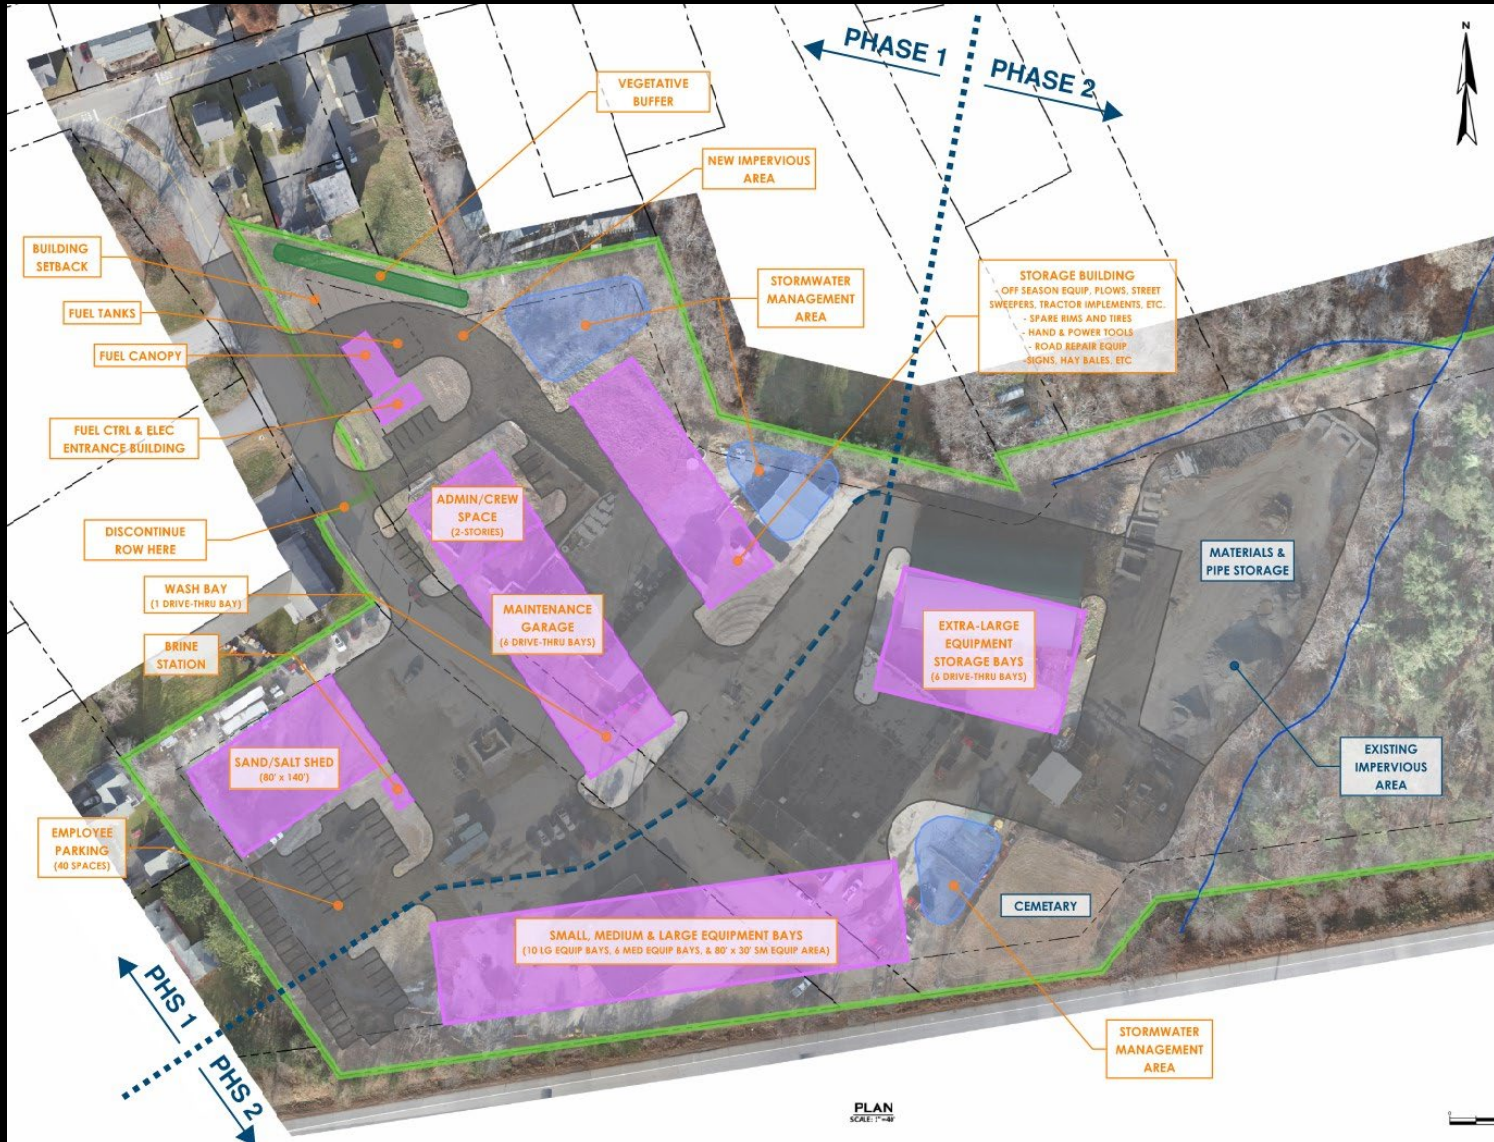 PHASE 1
PHASE 2
N
VEGETATIVE
BUFFER
NEW IMPERVIOUS
AREA
BUILDING
SETBACK
FUEL TANKS
FUEL CANOPY
FUEL CTRL & ELEC
ENTRANCE BUILDING
STORMWATER
MANAGEMENT
AREA
STORAGE BUILDING
- OFF SEASON EQUIP, PLOWS, STREET
SWEEPERS, TRACTOR IMPLEMENTS, ETC.
- SPARE RIMS AND TIRES
- HAND & POWER TOOLS
- ROAD REPAIR EQUIP
-SIGNS, HAY BALES, ETC
DISCONTINUE
ROW HERE
ADMIN/CREW
SPACE
(2-STORIES)
MATERIALS &
PIPE STORAGE
WASH BAY
(1 DRIVE-THRU BAY)
MAINTENANCE
GARAGE
(6 DRIVE-THRU BAYS)
BRINE
STATION
EXTRA-LARGE
EQUIPMENT
STORAGE BAYS
(6 DRIVE-THRU BAYS)
SAND/SALT SHED
(80' x 140')
EXISTING
IMPERVIOUS
AREA
EMPLOYEE
PARKING
(40 SPACES)
CEMETARY
SMALL, MEDIUM & LARGE EQUIPMENT BAYS
(10 LG EQUIP BAYS, 6 MED EQUIP BAYS, & 80' x 30' SM EQUIP AREA)
PHS 1
PHS 2
STORMWATER
MANAGEMENT
AREA
PLAN
SCALE: 1"=40'